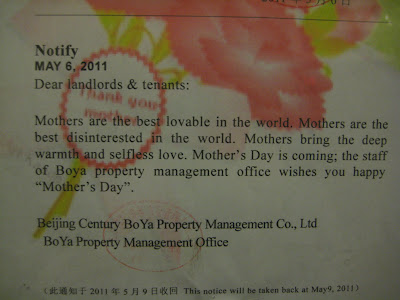 Notify
MAY 6, 2011
Dear landlords & tenants:
Thank you
mother
Mothers are the best lovable in the world. Mothers are the
best disinterested in the world. Mothers bring the deep
warmth and selfless love. Mother's Day is coming; the staff
of Boya property management office wishes you happy
“Mother's Day”.
Beijing Century BoYa Property Management Co., Ltd
BoYa Property Management Office
(此通知于 2011 年 5 月 9 日收回 This notice will be taken back at May9, 2011)